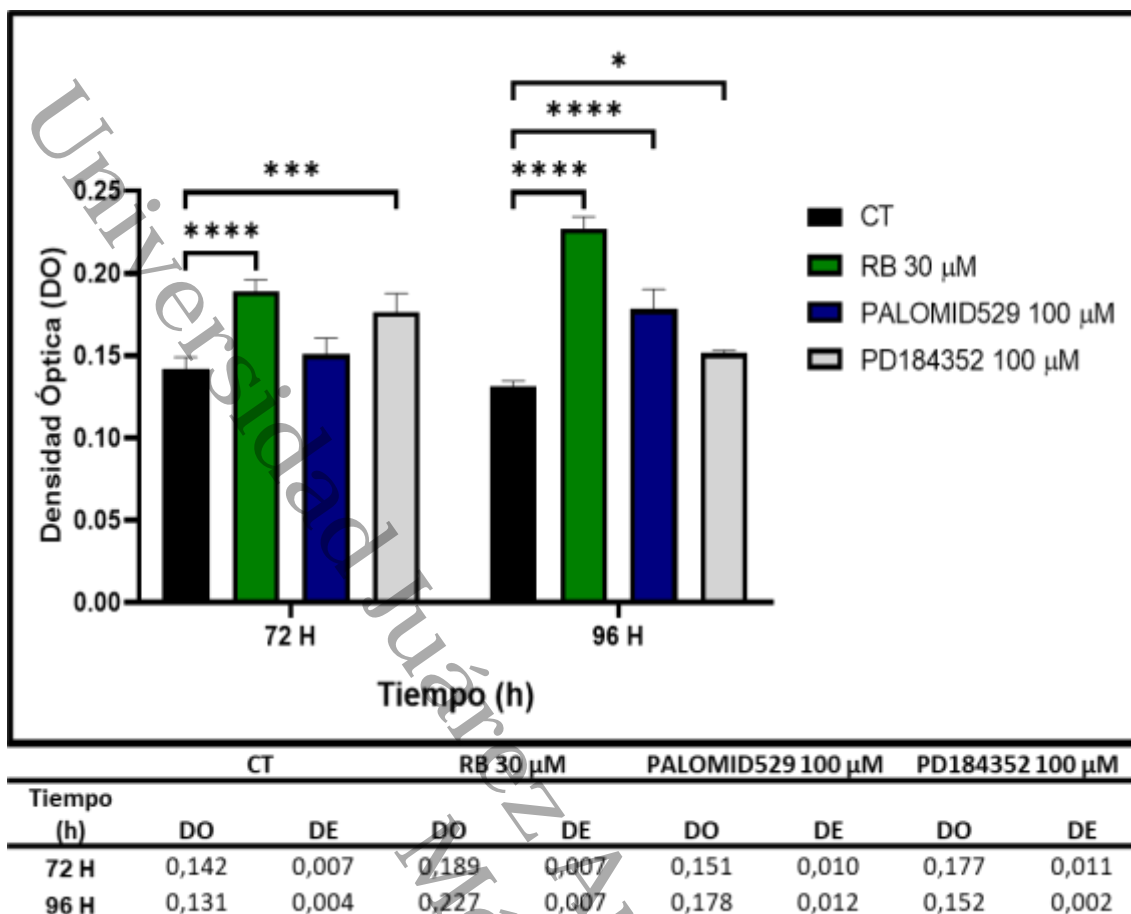 *
****
***
****
****
0.25
0.20
0.15
0.10
0.05
0.00
Densidad Óptica (DO)
72 H 96 H
Tiempo (h)
CT
RB 30 μM
PALOMID529 100 μM
PD184352 100 μM
Universidad Juárez
CT RB 30 μM PALOMID529 100 μM PD184352 100 μM
Tiempo
(h) DO DE DO DE DO DE DO DE
72 H 0,142 0,007 0,189 0,007 0,151 0,010 0,177 0,011
96 H 0,131 0,004 0,227 0,007 0,178 0,012 0,152 0,002